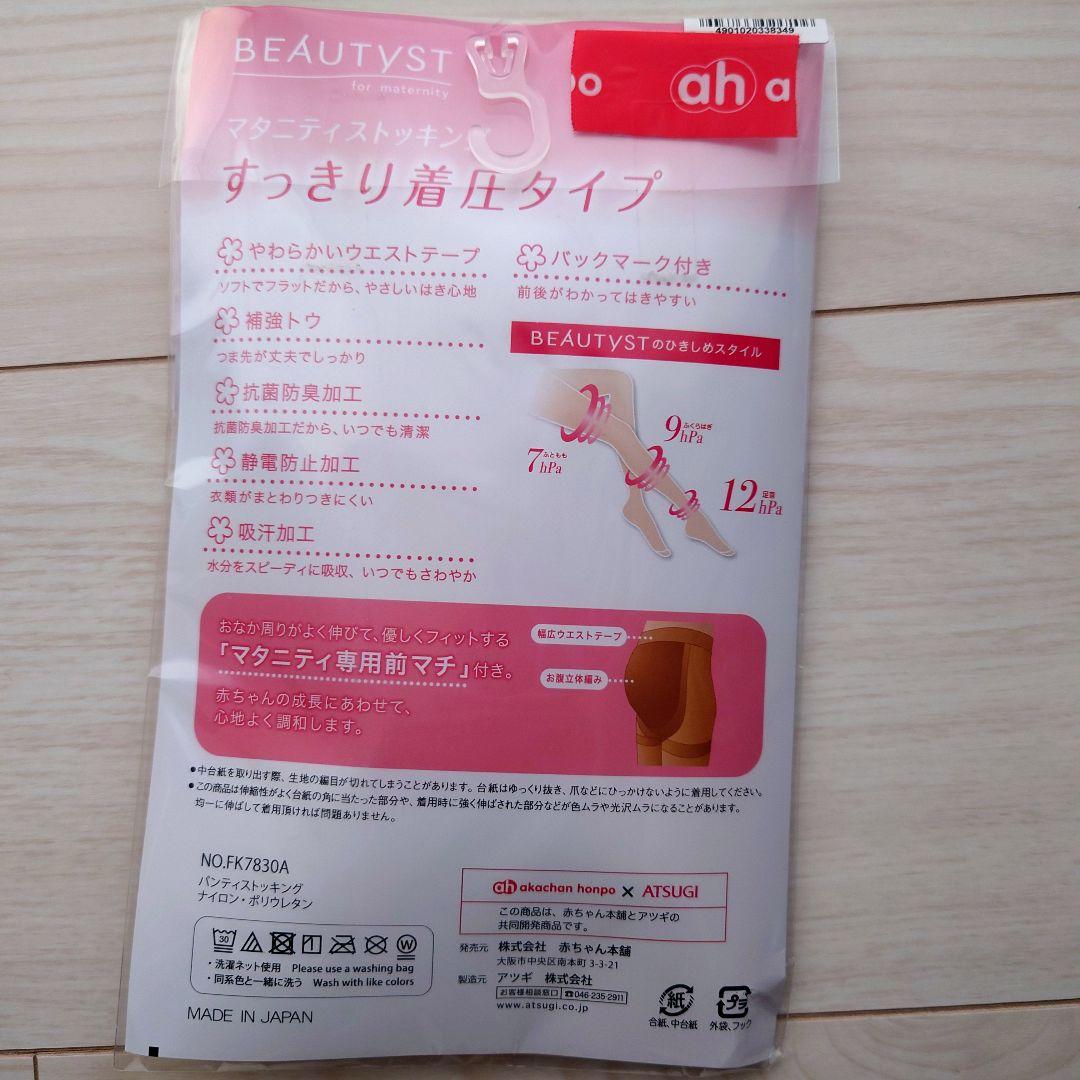 4901020338349
BEAUTYST
for maternity
po ah a
マタニティストッキング
すっきり着圧タイプ
やわらかいウエストテープ
ソフトでフラットだから、やさしいはき心地
補強トウ
つま先が丈夫でしっかり
抗菌防臭加工
抗菌防臭加工だから、いつでも清潔
静電防止加工
衣類がまとわりつきにくい
吸汗加工
水分をスピーディに吸収、いつでもさわやか
バックマーク付き
前後がわかってはきやすい
BEAUTYSTのひきしめスタイル
ふともも
7hPa
ふくらはぎ
9hPa
足首
12hPa
おなか周りがよく伸びて、優しくフィットする
「マタニティ専用前マチ」付き。
赤ちゃんの成長にあわせて、
心地よく調和します。
幅広ウエストテープ
お腹立体編み
●中台紙を取り出す際、生地の編目が切れてしまうことがあります。台紙はゆっくり抜き、爪などにひっかけないように着用してください。
●この商品は伸縮性がよく台紙の角に当たった部分や、着用時に強く伸ばされた部分などが色ムラや光沢ムラになることがあります。
均一に伸ばして着用頂ければ問題ありません。
NO.FK7830A
パンティストッキング
ナイロン・ポリウレタン
30 W
・洗濯ネット使用 Please use a washing bag
・同系色と一緒に洗う Wash with like colors
MADE IN JAPAN
ah akachan honpo × ATSUGI
この商品は、赤ちゃん本舗とアツギの
共同開発商品です。
発売元 株式会社 赤ちゃん本舗
大阪市中央区南本町3-3-21
製造元 アツギ 株式会社
お客様相談窓口 ☎046-235-2911
www.atsugi.co.jp
紙
台紙、中台紙
プラ
外袋、フック